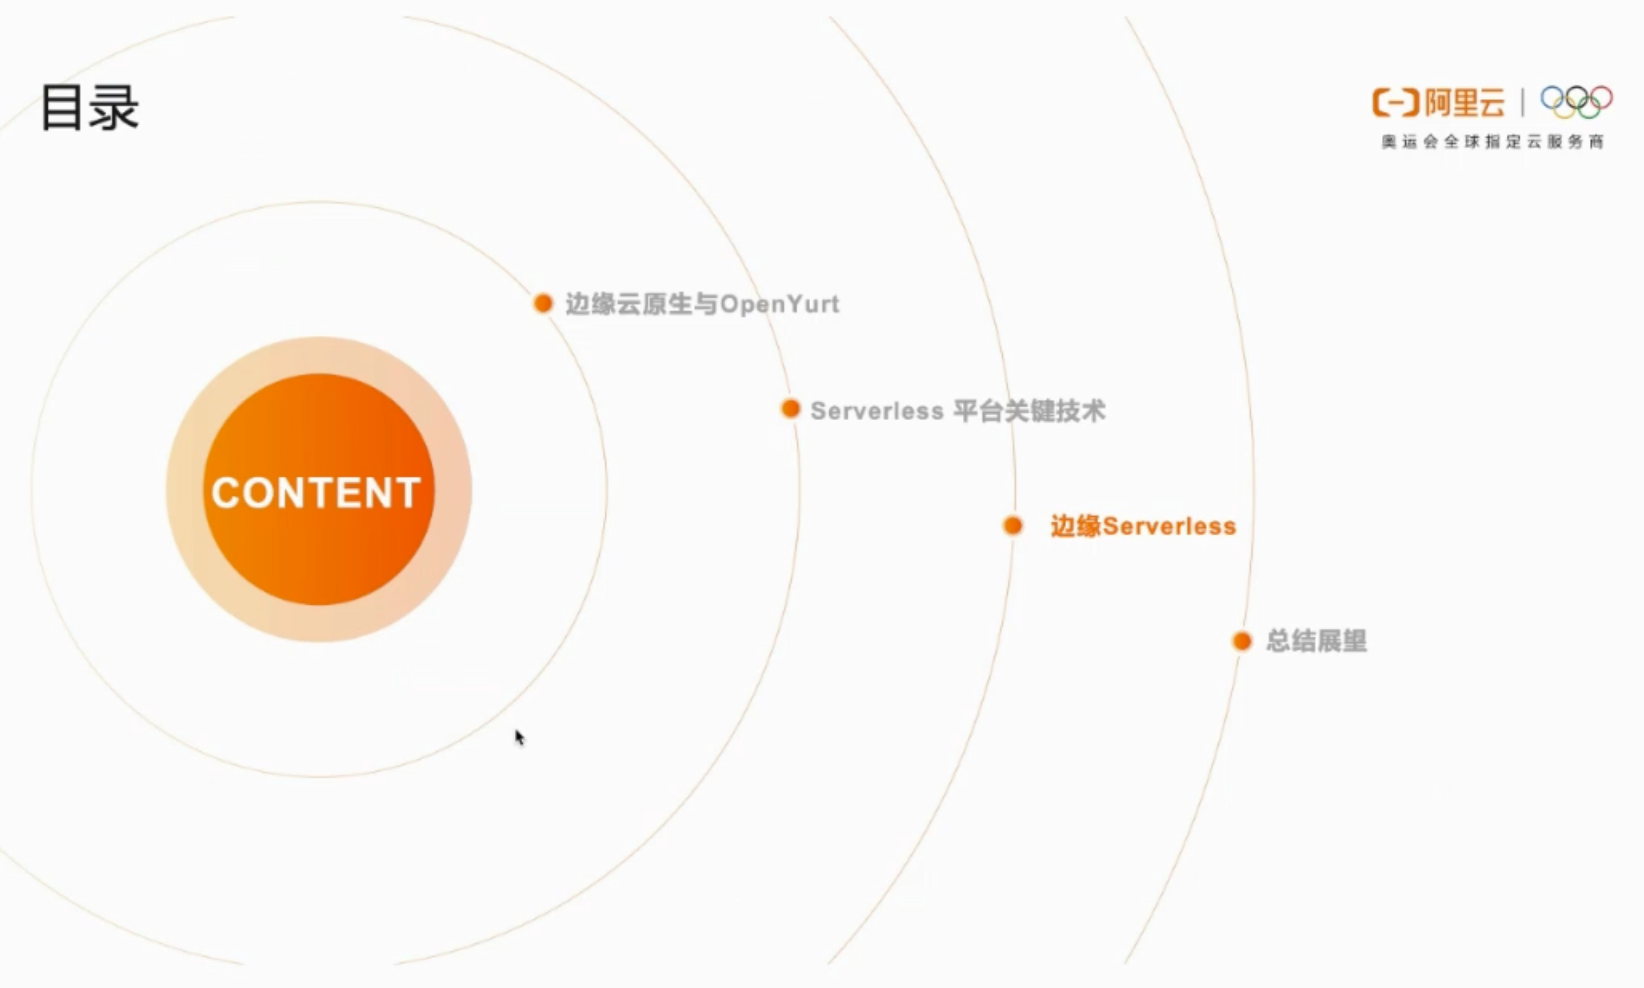 目录
阿里云
奥运会全球指定云服务商
边缘云原生与OpenYurt
Serverless 平台关键技术
CONTENT
边缘Serverless
总结展望